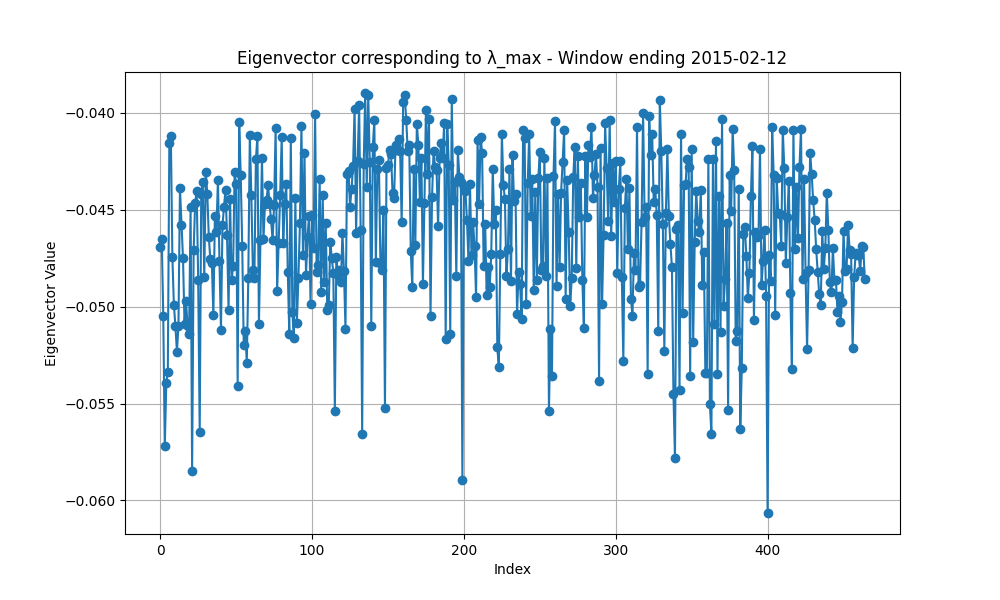 Eigenvector corresponding to λ_max - Window ending 2015-02-12
Eigenvector Value
−0.040
−0.045
−0.050
−0.055
−0.060
0 100 200 300 400
Index